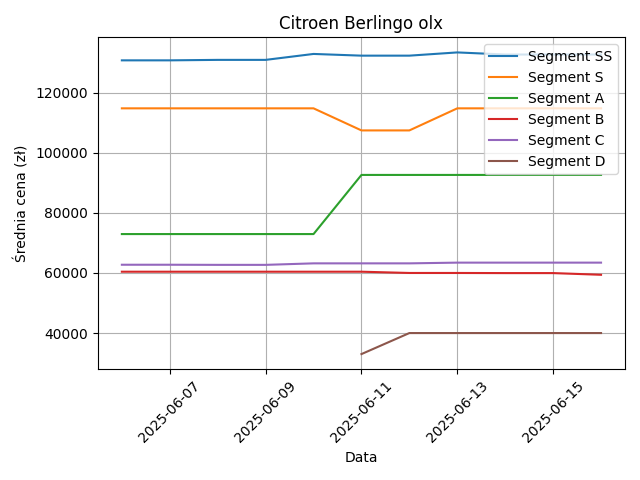 Citroen Berlingo olx
Segment SS
Segment S
Segment A
Segment B
Segment C
Segment D
120000
100000
80000
60000
40000
Średnia cena (zł)
2025-06-07
2025-06-09
2025-06-11
2025-06-13
2025-06-15
Data